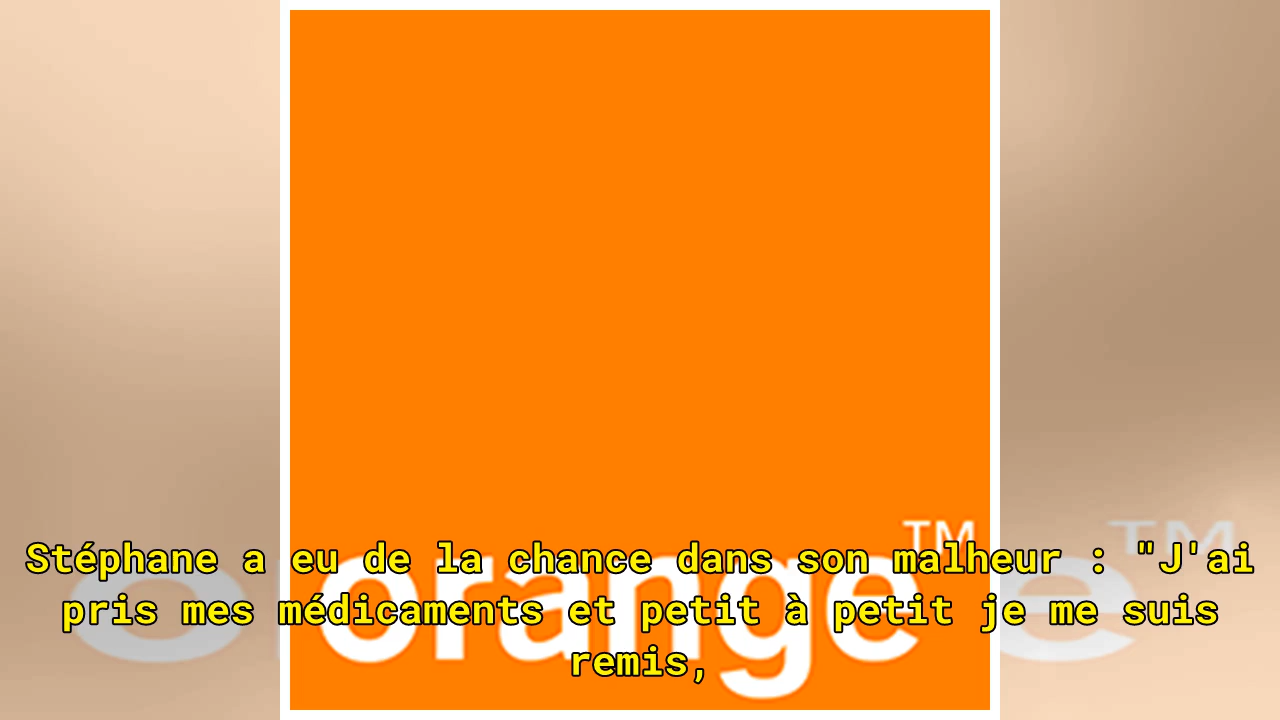 Stéphane a eu de la chance dans son malheur : "J'ai
pris mes médicaments et petit à petit je me suis
remis,
orange™